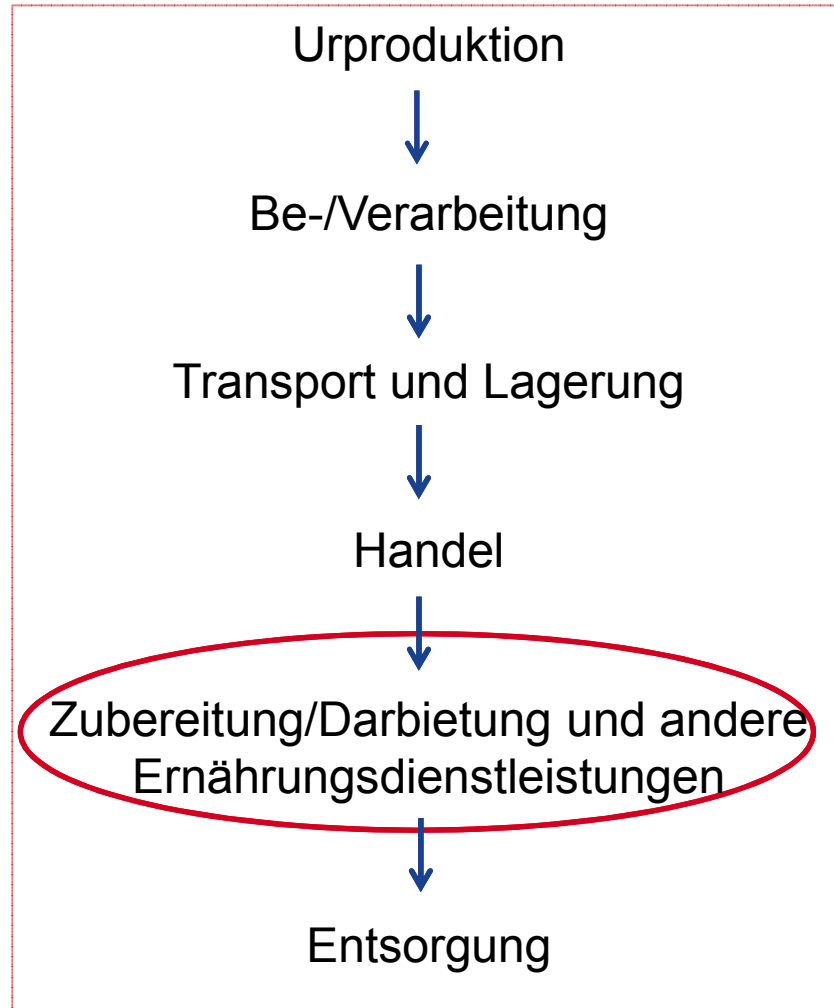 Urproduktion
Be-/Verarbeitung
Transport und Lagerung
Handel
Zubereitung/Darbietung und andere
Ernährungsdienstleistungen
Entsorgung